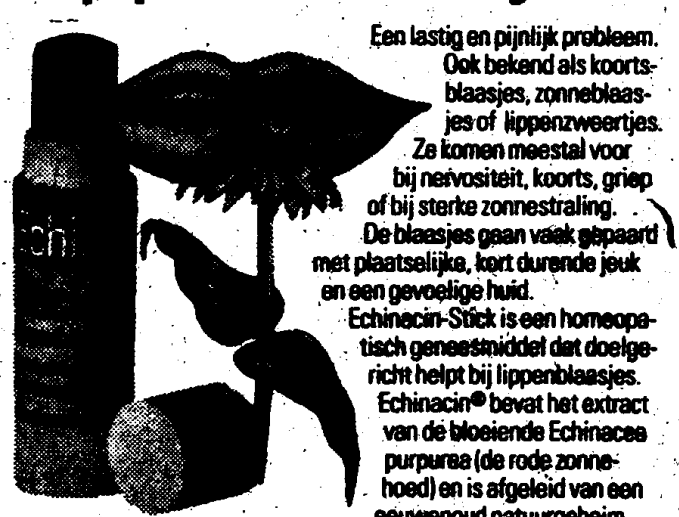 Een lastig en pijnlijk probleem.
Ook bekend als koorts-
blaasjes, zonneblaas-
jes of lippenzweertjes.
Ze komen meestal voor
bij nervositeit, koorts, griep
of bij sterke zonnestraling.
De blaasjes gaan vaak gepaard
met plaatselijke, kort durende jeuk
en een gevoelige huid.
Echinacin-Stick is een homeopa-
tisch geneesmiddel dat doelge-
richt helpt bij lippenblaasjes.
Echinacin® bevat het extract
van de bloeiende Echinacea
purpurea (de rode zonne-
hoed) en is afgeleid van een
eeuwenoud natuurgeheim.
chi